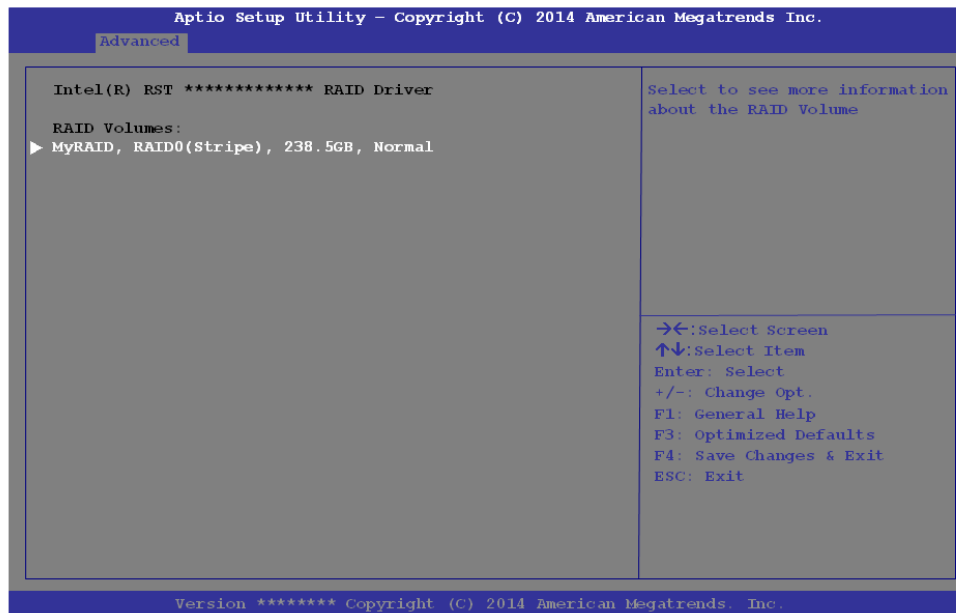 Aptio Setup Utility – Copyright (C) 2014 American Megatrends Inc.
Advanced
Intel(R) RST ************* RAID Driver
RAID Volumes:
▶ MyRAID, RAID0(Stripe), 238.5GB, Normal
Select to see more information
about the RAID Volume
→←:Select Screen
↑↓:Select Item
Enter: Select
+/-: Change Opt.
F1: General Help
F3: Optimized Defaults
F4: Save Changes & Exit
ESC: Exit
Version ******** Copyright (C) 2014 American Megatrends. Inc.